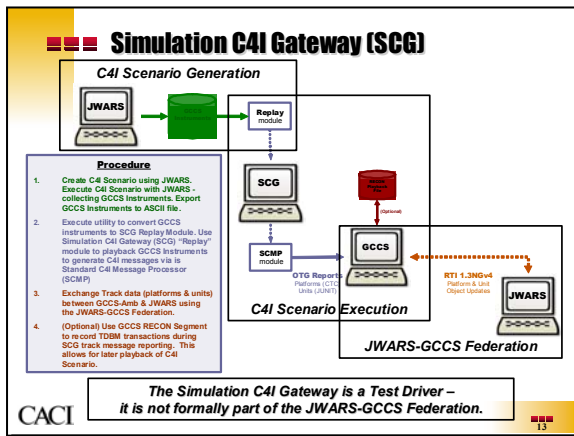 Simulation C4I Gateway (SCG)
C4I Scenario Generation
JWARS
Replay
module
Procedure
1. Create C4I Scenario using JWARS.
Execute C4I Scenario with JWARS -
collecting GCCS Instruments. Export
GCCS Instruments to ASCII file.
2. Execute utility to convert GCCS
instruments to SCG Replay Module. Use
Simulation C4I Gateway (SCG) “Replay”
module to playback GCCS Instruments
to generate C4I messages via is
Standard C4I Message Processor
(SCMP)
3. Exchange Track data (platforms & units)
between GCCS-Amb & JWARS using
the JWARS-GCCS Federation.
4. (Optional) Use GCCS RECON Segment
to record TDBM transactions during
SCG track message reporting. This
allows for later playback of C4I
Scenario.
SCG
(Optional)
SCMP
module
GCCS
OTG Reports
Platforms (CTC)
Units (JUNIT)
RTI 1.3NGv4
Platform & Unit
Object Updates
JWARS
C4I Scenario Execution
JWARS-GCCS Federation
The Simulation C4I Gateway is a Test Driver –
it is not formally part of the JWARS-GCCS Federation.
CACI
13